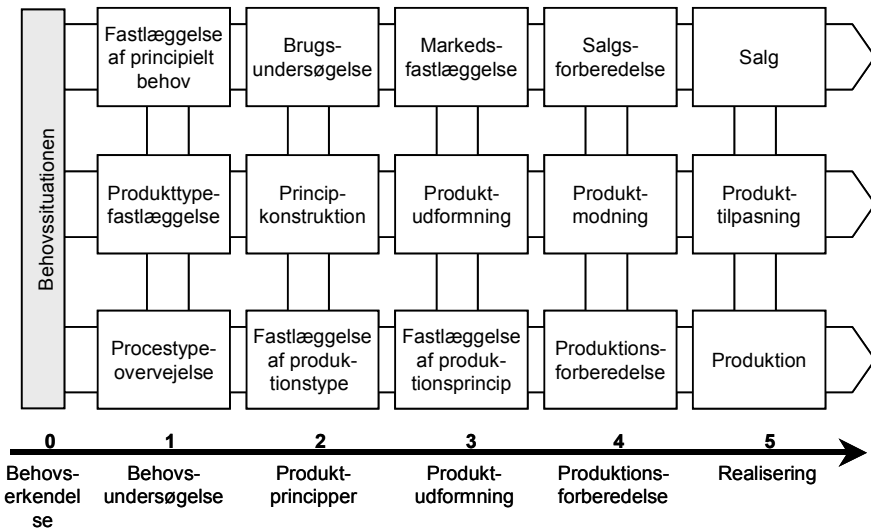 Behovssituationen
Fastlæggelse
af principielt
behov
Brugs-
undersøgelse
Markeds-
fastlæggelse
Salgs-
forberedelse
Salg
Produkttype-
fastlæggelse
Princip-
konstruktion
Produkt-
udformning
Produkt-
modning
Produkt-
tilpasning
Procestype-
overvejelse
Fastlæggelse
af produk-
tionstype
Fastlæggelse
af produk-
tionsprincip
Produktions-
forberedelse
Produktion
0
1
2
3
4
5
Behovs-
erkendel
se
Behovs-
undersøgelse
Produkt-
principper
Produkt-
udformning
Produktions-
forberedelse
Realisering